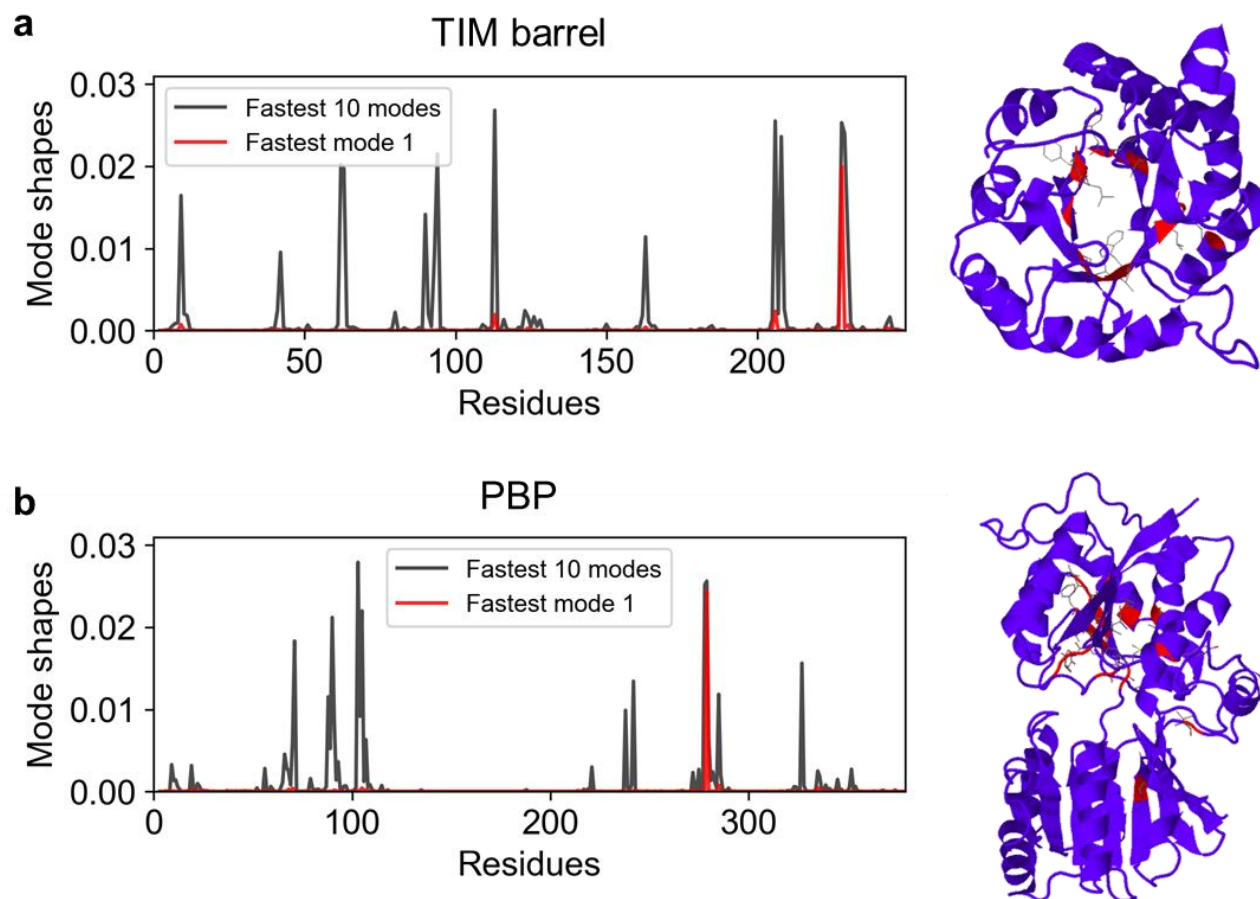 a
TIM barrel
0.03
0.02
0.01
0.00
Mode shapes
Fastest 10 modes
Fastest mode 1
0 50 100 150 200
Residues
b
PBP
0.03
0.02
0.01
0.00
Mode shapes
Fastest 10 modes
Fastest mode 1
0 100 200 300
Residues